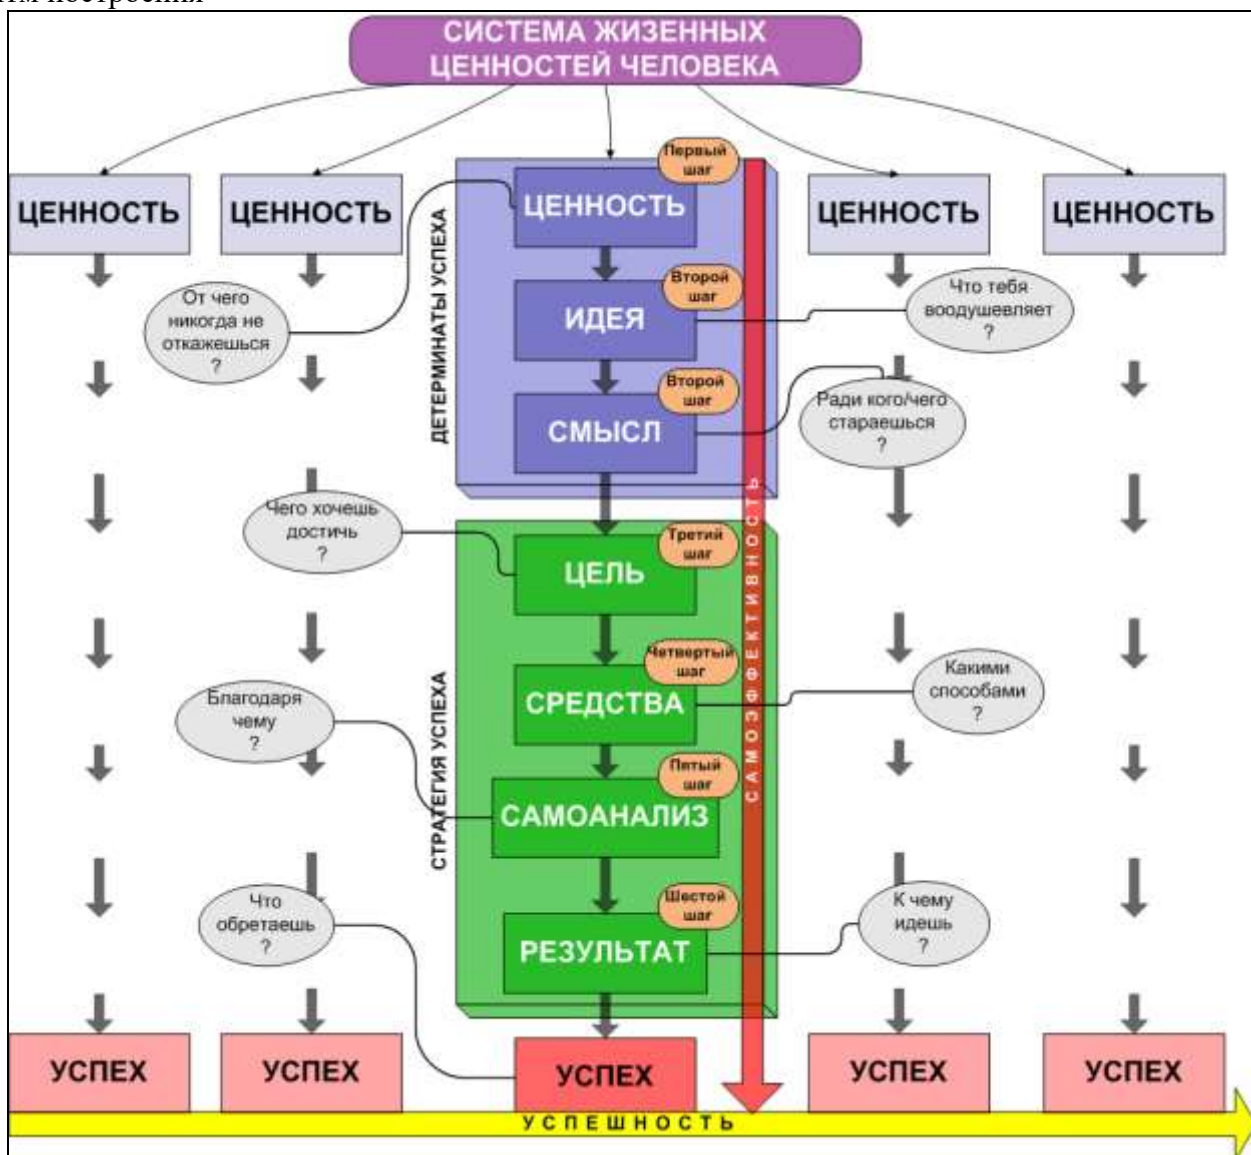 СИСТЕМА ЖИЗЕННЫХ
ЦЕННОСТЕЙ ЧЕЛОВЕКА
Первый
шаг
ЦЕННОСТЬ
ЦЕННОСТЬ
ЦЕННОСТЬ
ЦЕННОСТЬ
ЦЕННОСТЬ
ДЕТЕРМИНАТЫ УСПЕХА
От чего
никогда не
откажешься
?
Второй
шаг
ИДЕЯ
Что тебя
воодушевляет
?
Второй
шаг
СМЫСЛ
Ради кого/чего
стараешься
?
САМОЭФФЕКТИВНОСТЬ
Чего хочешь
достичь
?
Третий
шаг
ЦЕЛЬ
СТРАТЕГИЯ УСПЕХА
Четвертый
шаг
СРЕДСТВА
Какими
способами
?
Благодаря
чему
?
Пятый
шаг
САМОАНАЛИЗ
Что
обретаешь
?
Шестой
шаг
РЕЗУЛЬТАТ
К чему
идешь
?
УСПЕХ
УСПЕХ
УСПЕХ
УСПЕХ
УСПЕХ
УСПЕШНОСТЬ